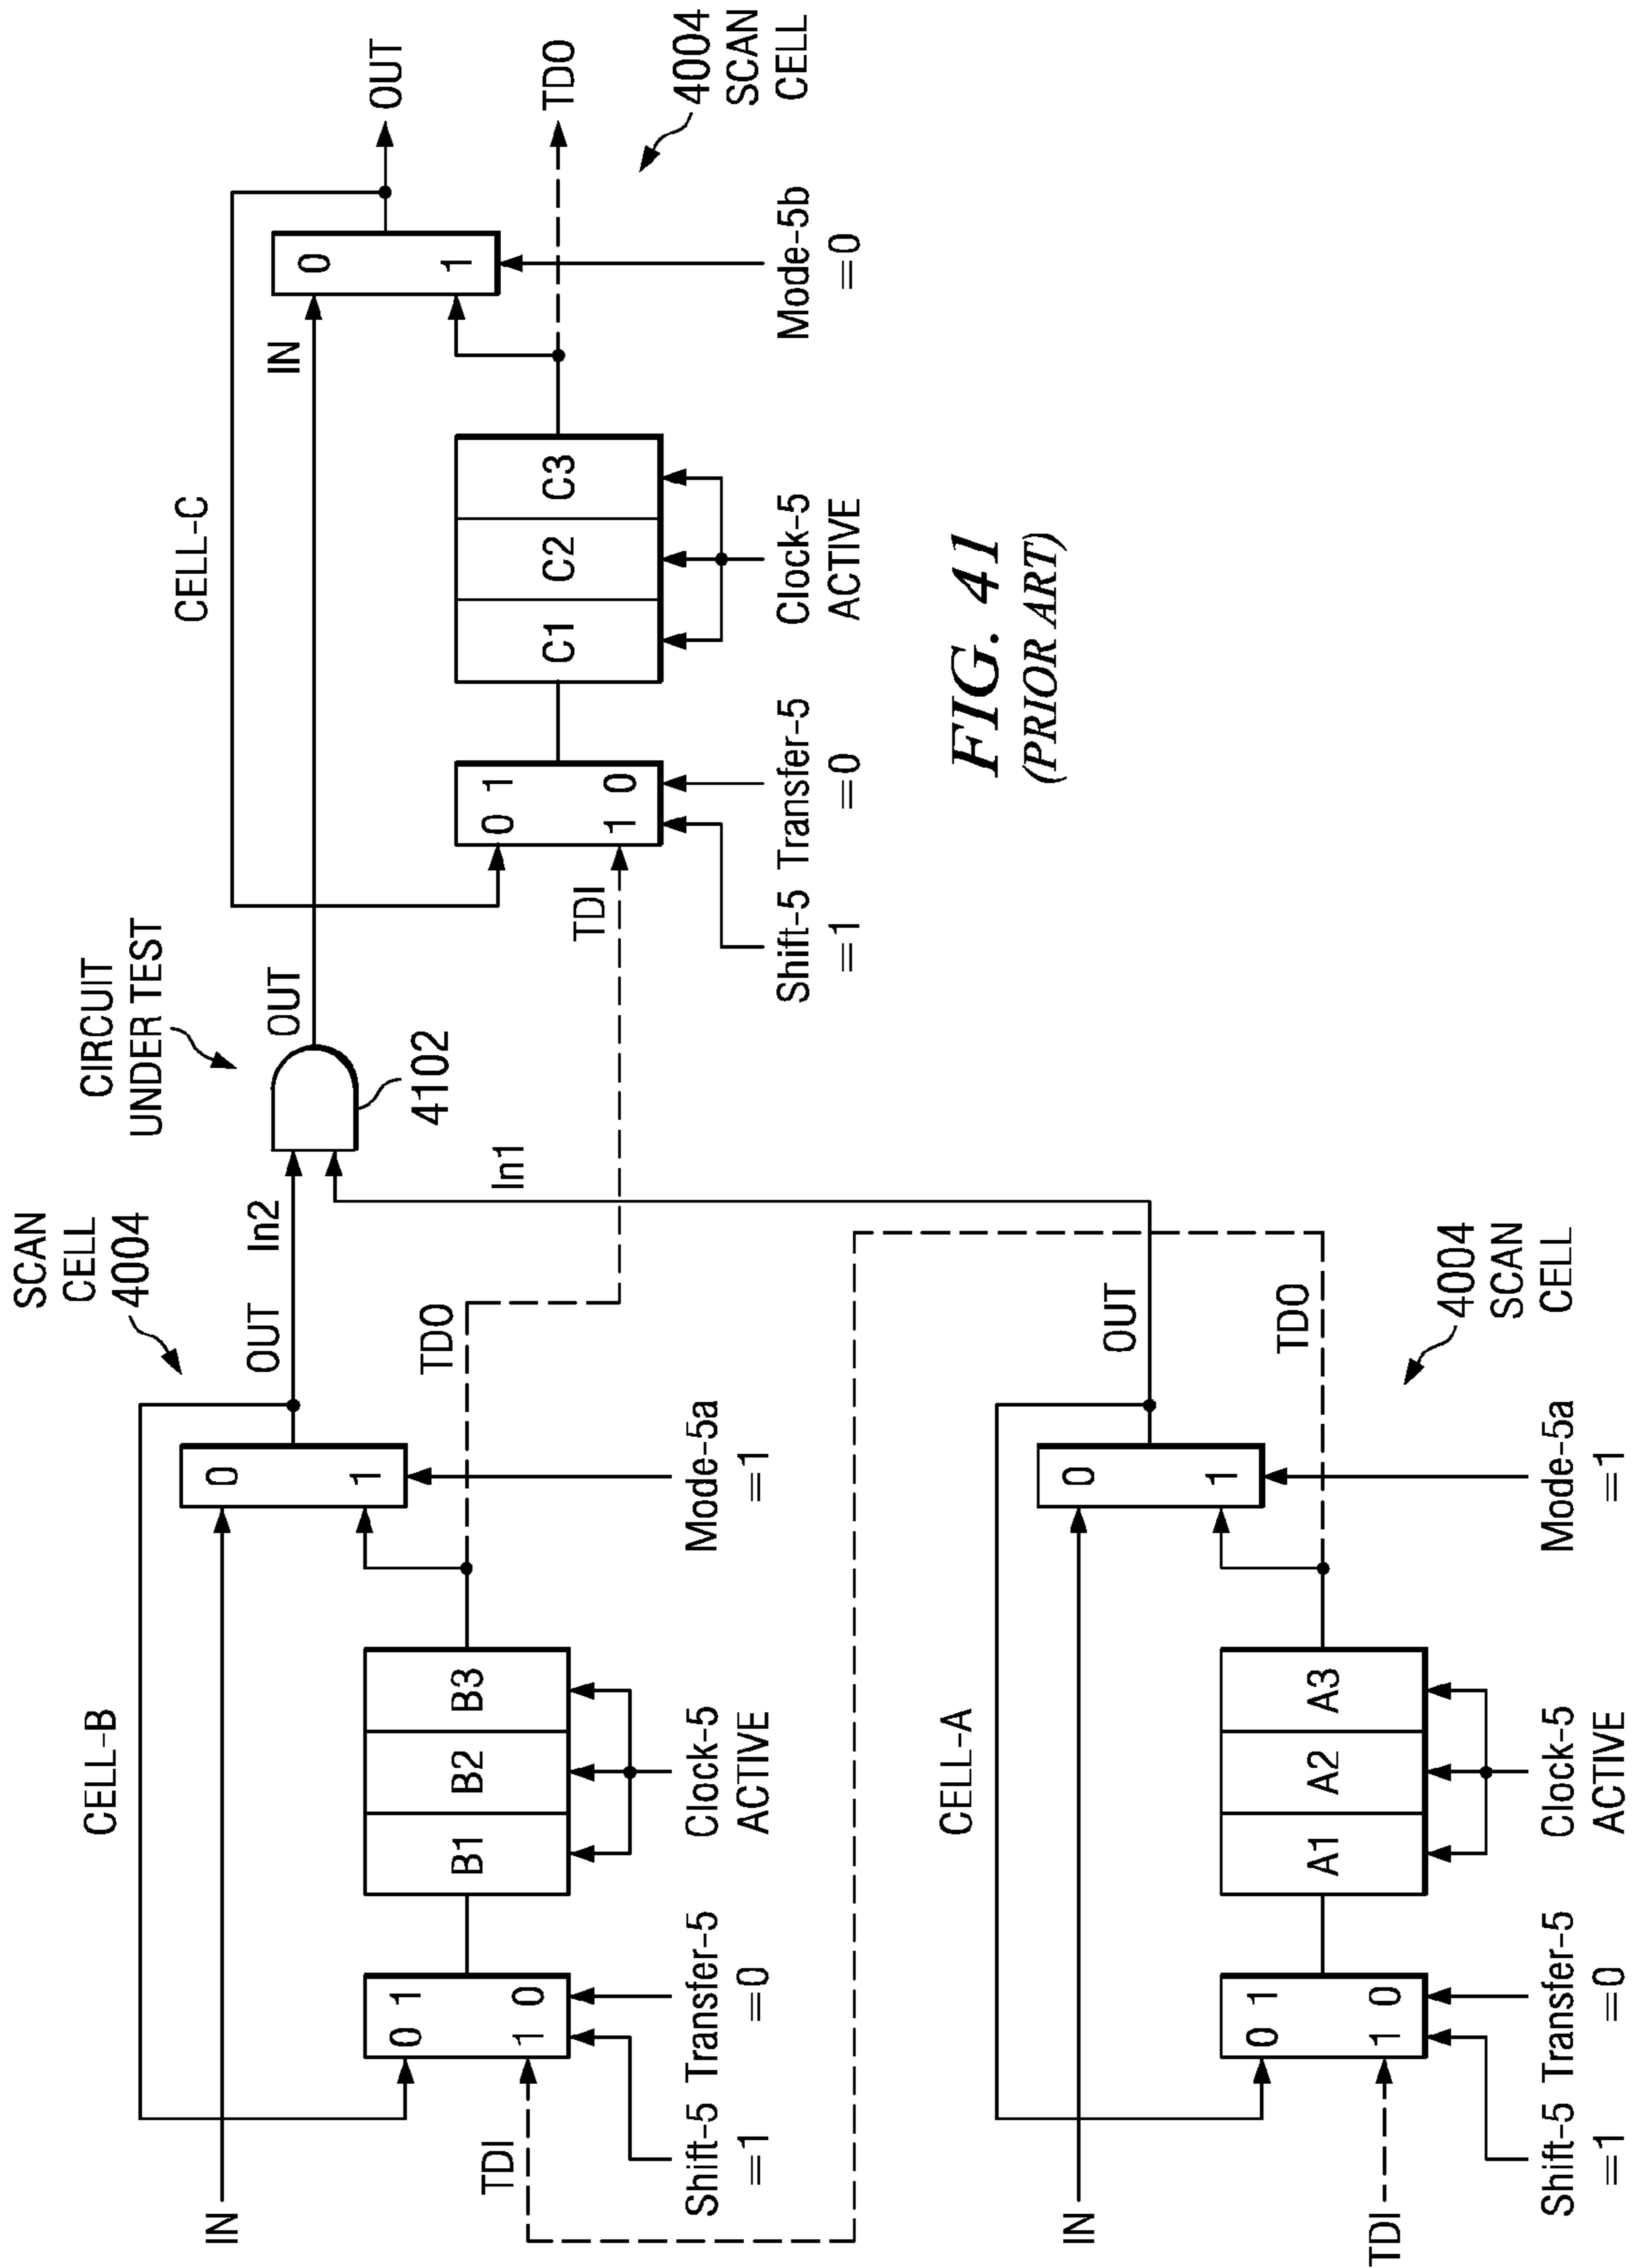 SCAN
CELL
4004
CELL-B
IN
TDI
0 1
1 0
B1 B2 B3
0
1
OUT
In2
TDO
Shift-5
=1
Transfer-5
=0
Clock-5
ACTIVE
Mode-5a
=1
CIRCUIT
UNDER TEST
4102
In1
OUT
CELL-C
IN
TDI
0 1
1 0
C1 C2 C3
0
1
OUT
TDO
4004
SCAN
CELL
Shift-5
=1
Transfer-5
=0
Clock-5
ACTIVE
Mode-5b
=0
CELL-A
IN
TDI
0 1
1 0
A1 A2 A3
0
1
OUT
TDO
4004
SCAN
CELL
Shift-5
=1
Transfer-5
=0
Clock-5
ACTIVE
Mode-5a
=1
FIG. 41
(PRIOR ART)